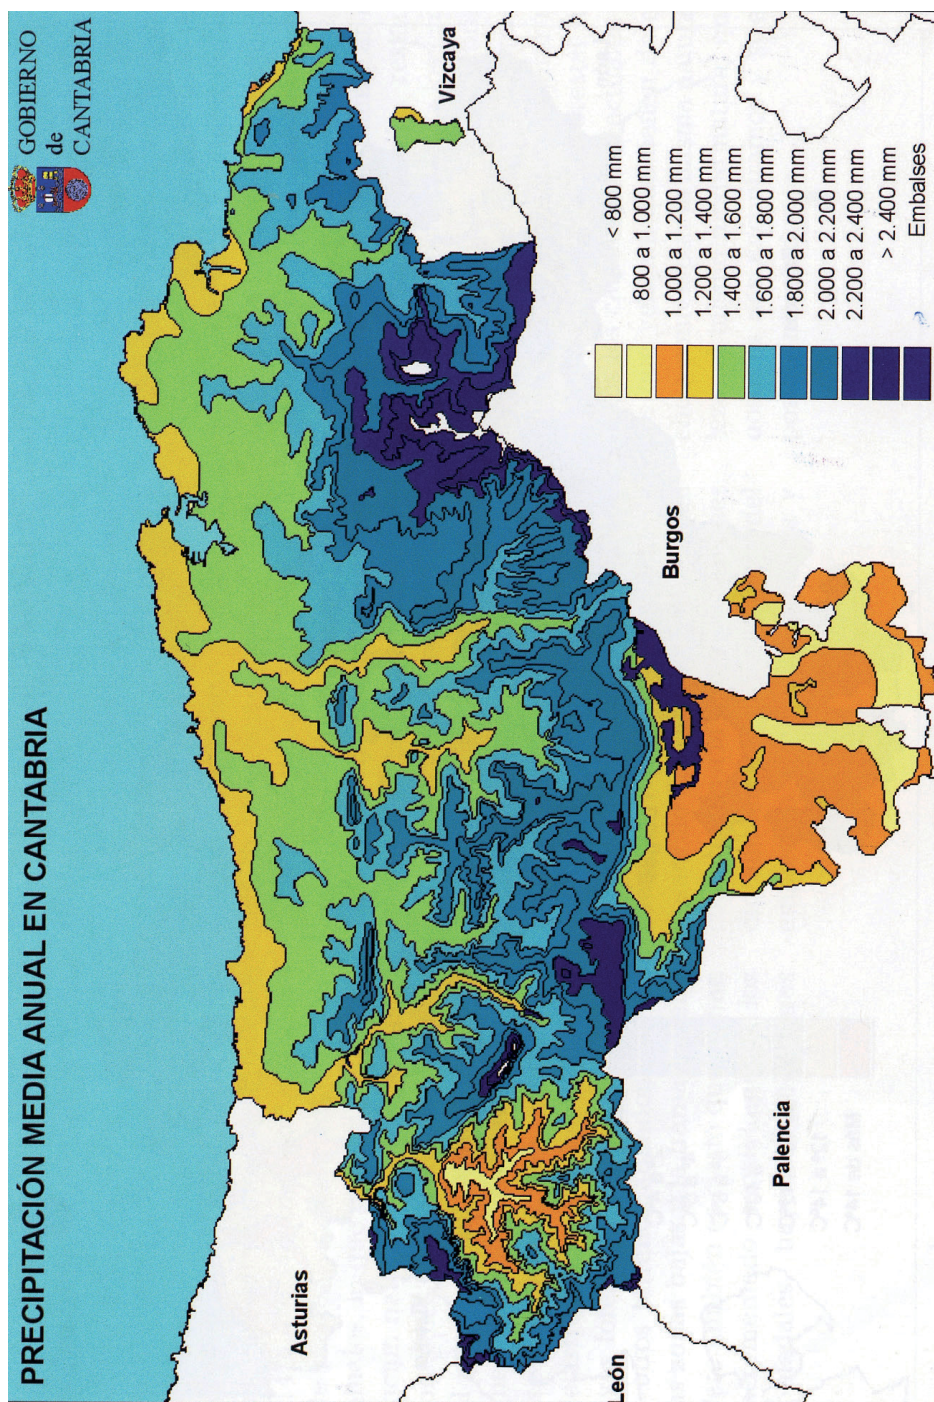 PRECIPITACIÓN MEDIA ANUAL EN CANTABRIA
GOBIERNO
de
CANTABRIA
Asturias
León
Palencia
Burgos
Vizcaya
< 800 mm
800 a 1.000 mm
1.000 a 1.200 mm
1.200 a 1.400 mm
1.400 a 1.600 mm
1.600 a 1.800 mm
1.800 a 2.000 mm
2.000 a 2.200 mm
2.200 a 2.400 mm
> 2.400 mm
Embalses